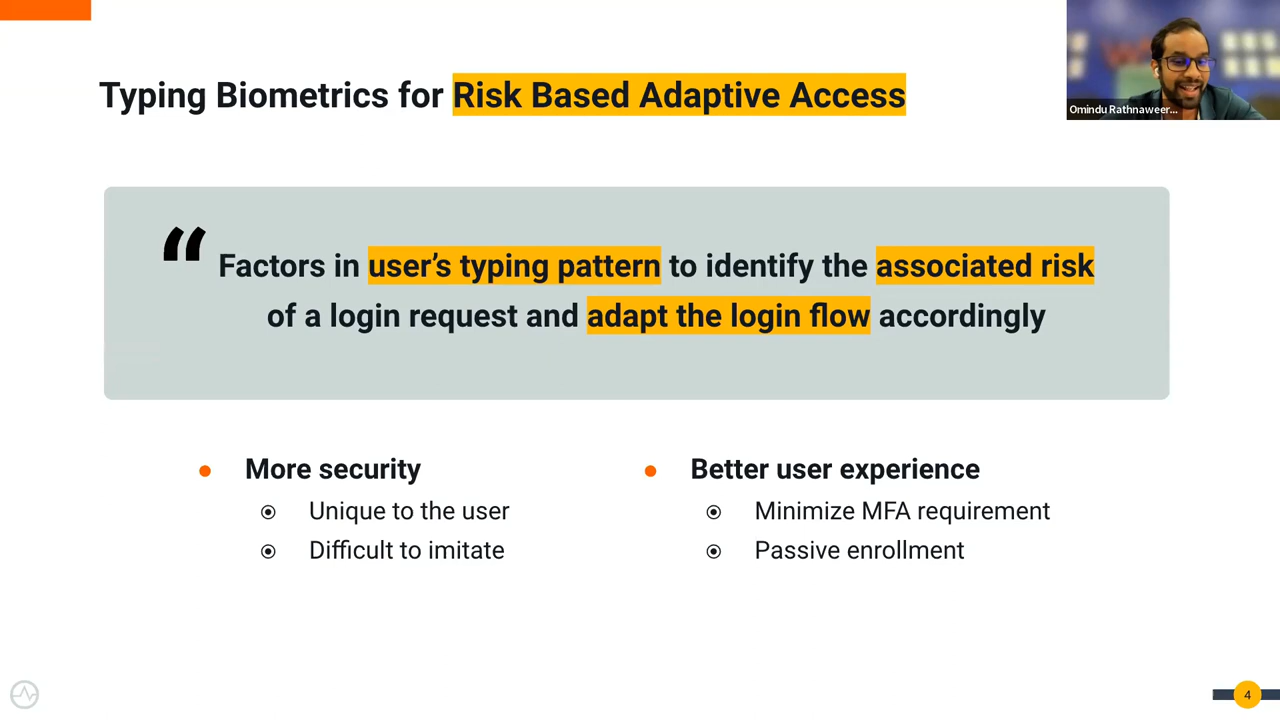 Typing Biometrics for Risk Based Adaptive Access
Omindu Rathnaweer...
“ Factors in user’s typing pattern to identify the associated risk
of a login request and adapt the login flow accordingly
● More security
Unique to the user
Difficult to imitate
● Better user experience
Minimize MFA requirement
Passive enrollment
4